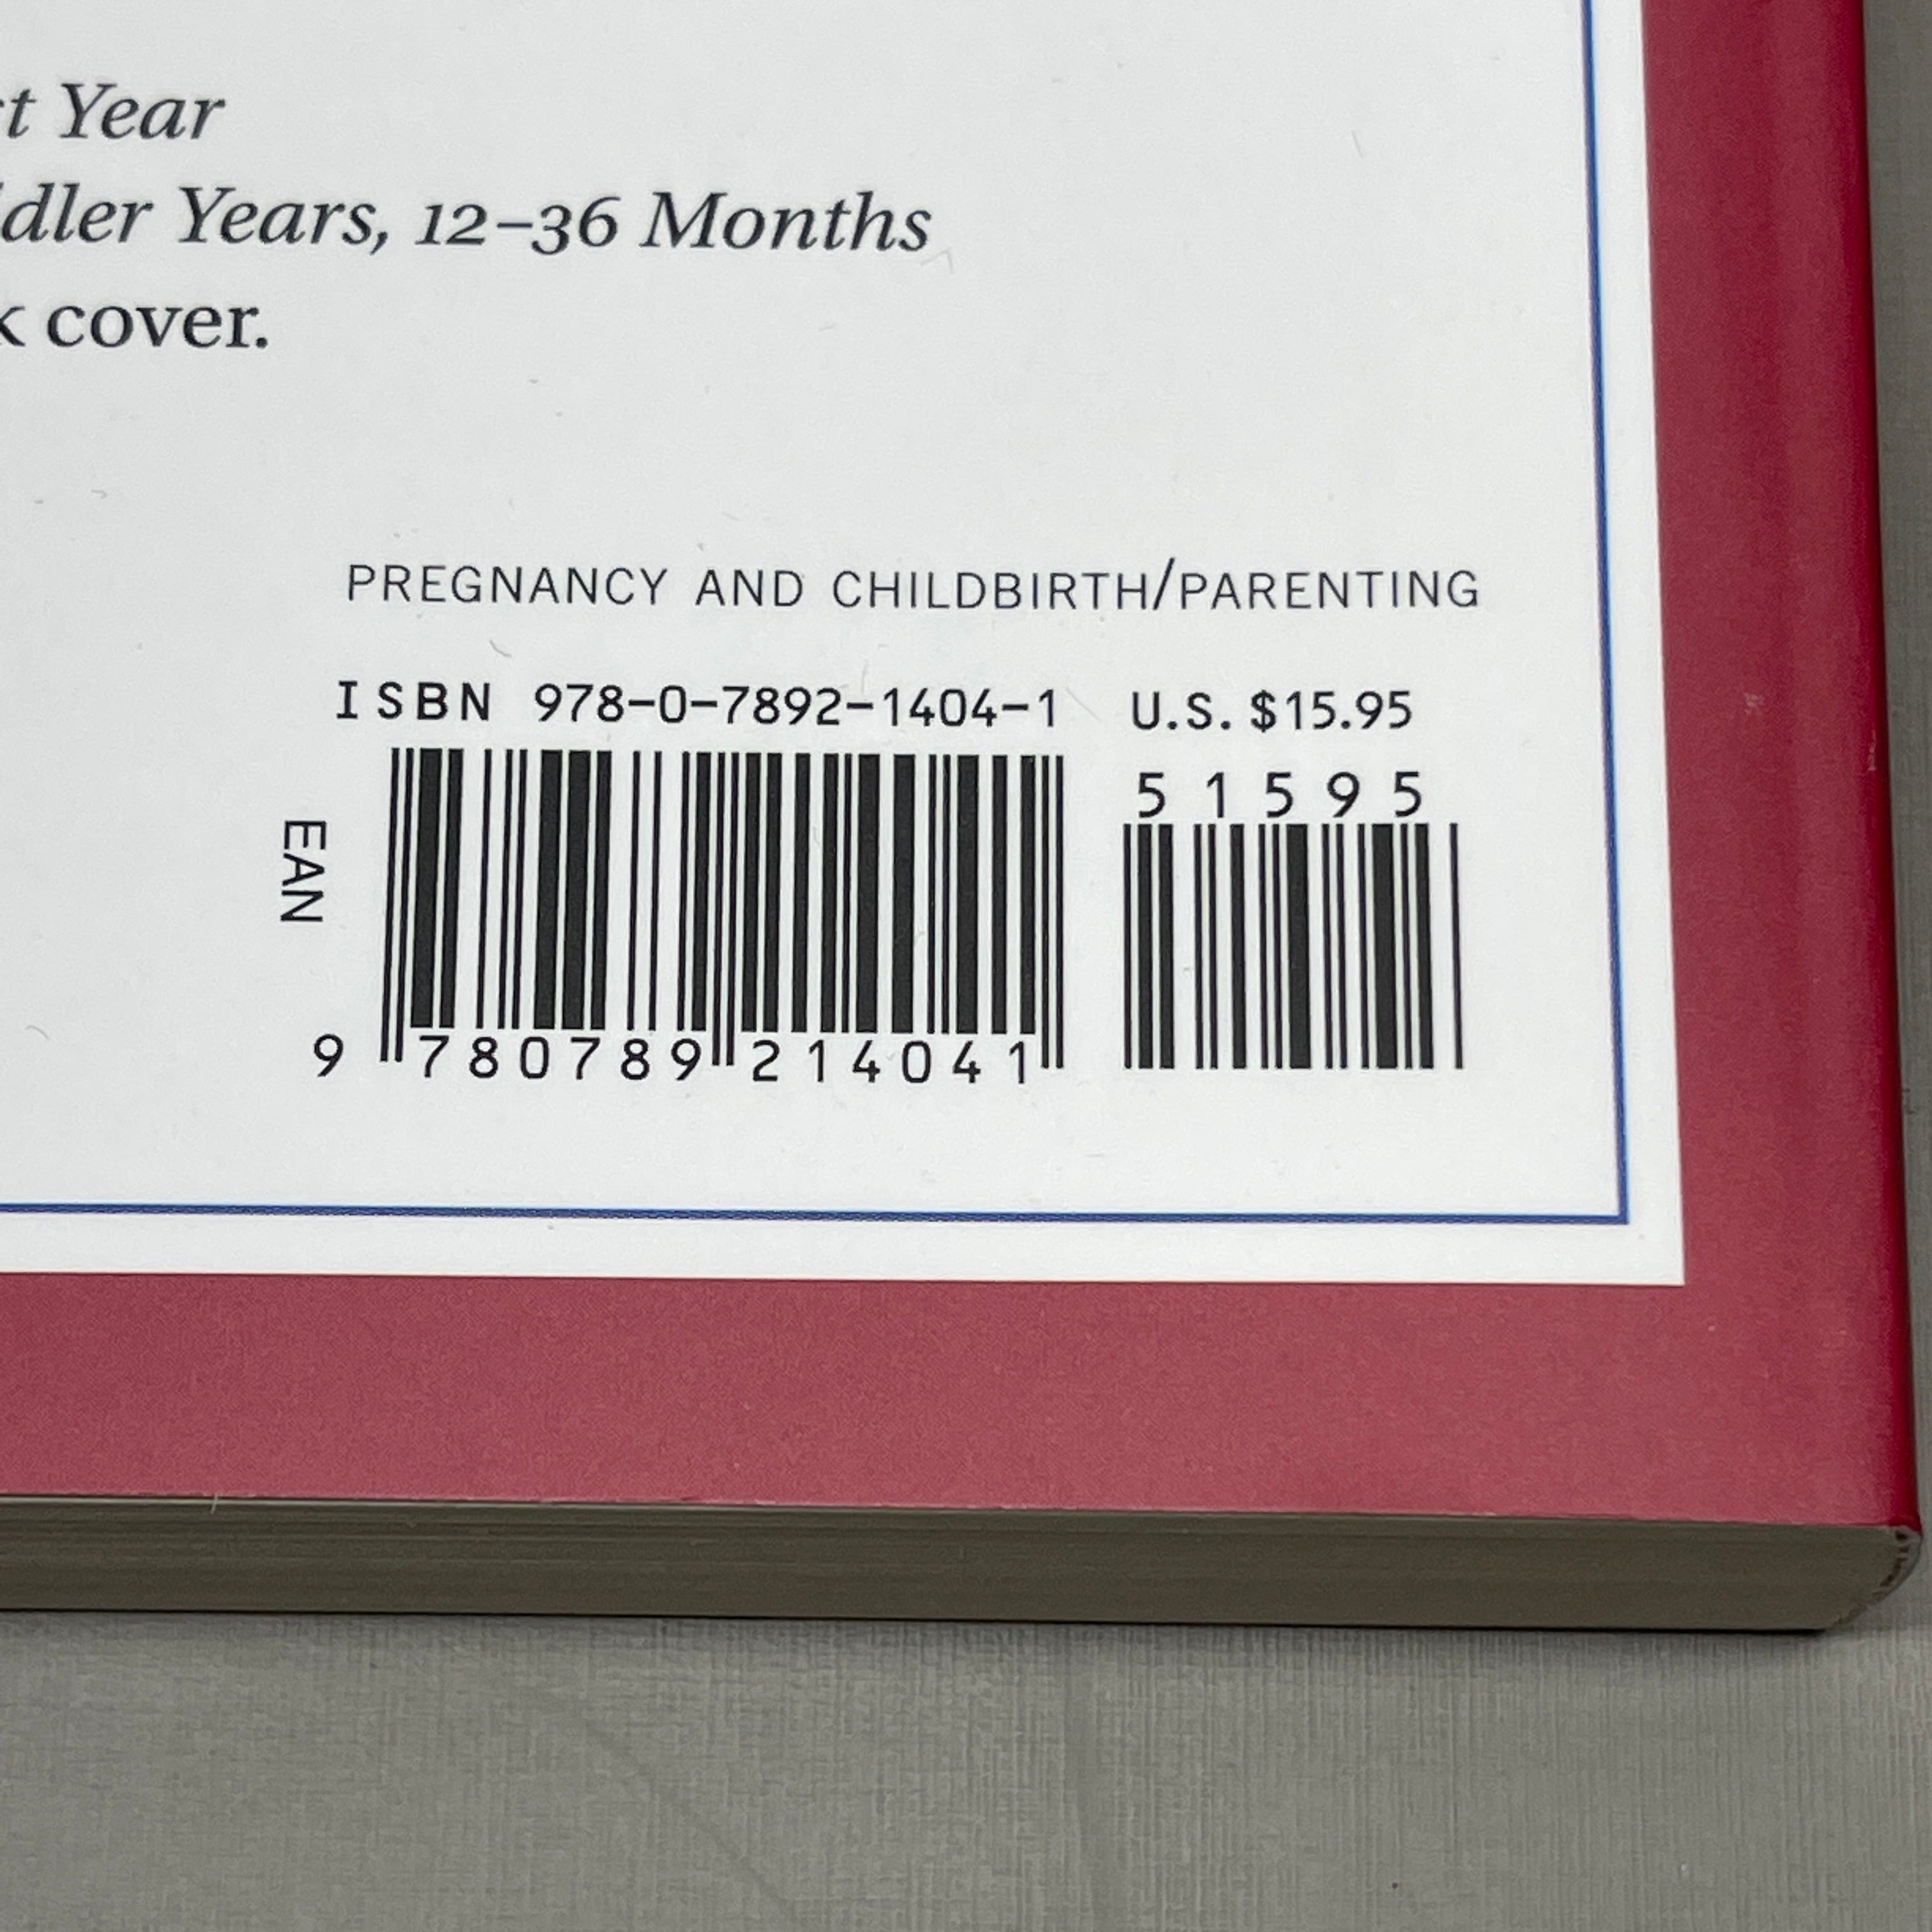 Year
Years, 12–36 Months
cover.
PREGNANCY AND CHILDBIRTH/PARENTING
ISBN 978-0-7892-1404-1 U.S. $15.95
51595
EAN
9 780789 214041